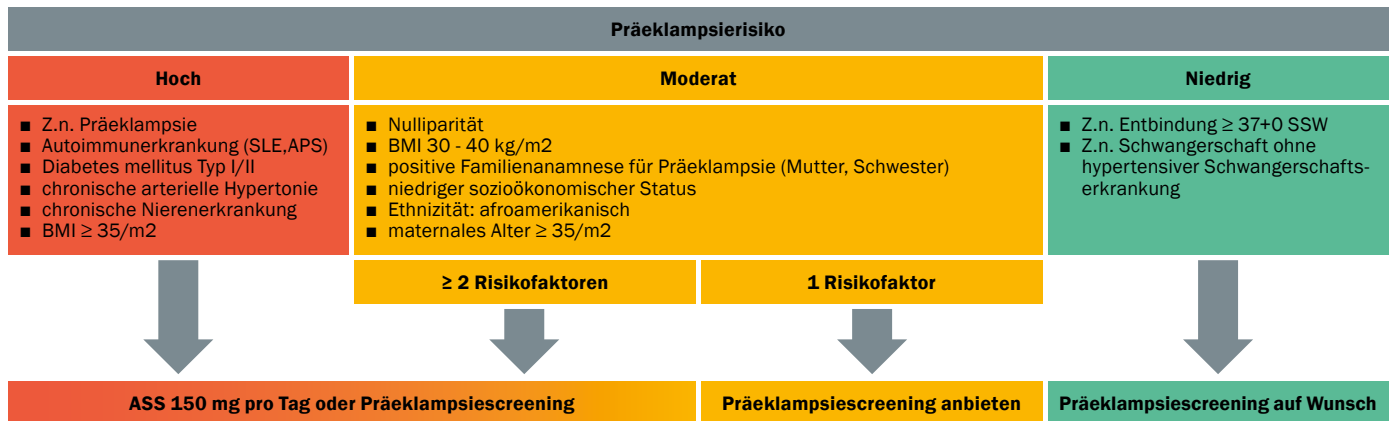 Präeklampsierisiko
Hoch
■ Z.n. Präeklampsie
■ Autoimmunerkrankung (SLE,APS)
■ Diabetes mellitus Typ I/II
■ chronische arterielle Hypertonie
■ chronische Nierenerkrankung
■ BMI ≥ 35/m2
Moderat
■ Nulliparität
■ BMI 30 - 40 kg/m2
■ positive Familienanamnese für Präeklampsie (Mutter, Schwester)
■ niedriger sozioökonomischer Status
■ Ethnizität: afroamerikanisch
■ maternales Alter ≥ 35/m2
≥ 2 Risikofaktoren
1 Risikofaktor
Niedrig
■ Z.n. Entbindung ≥ 37+0 SSW
■ Z.n. Schwangerschaft ohne
hypertensiver Schwangerschafts-
erkrankung
ASS 150 mg pro Tag oder Präeklampsiescreening
Präeklampsiescreening anbieten
Präeklampsiescreening auf Wunsch